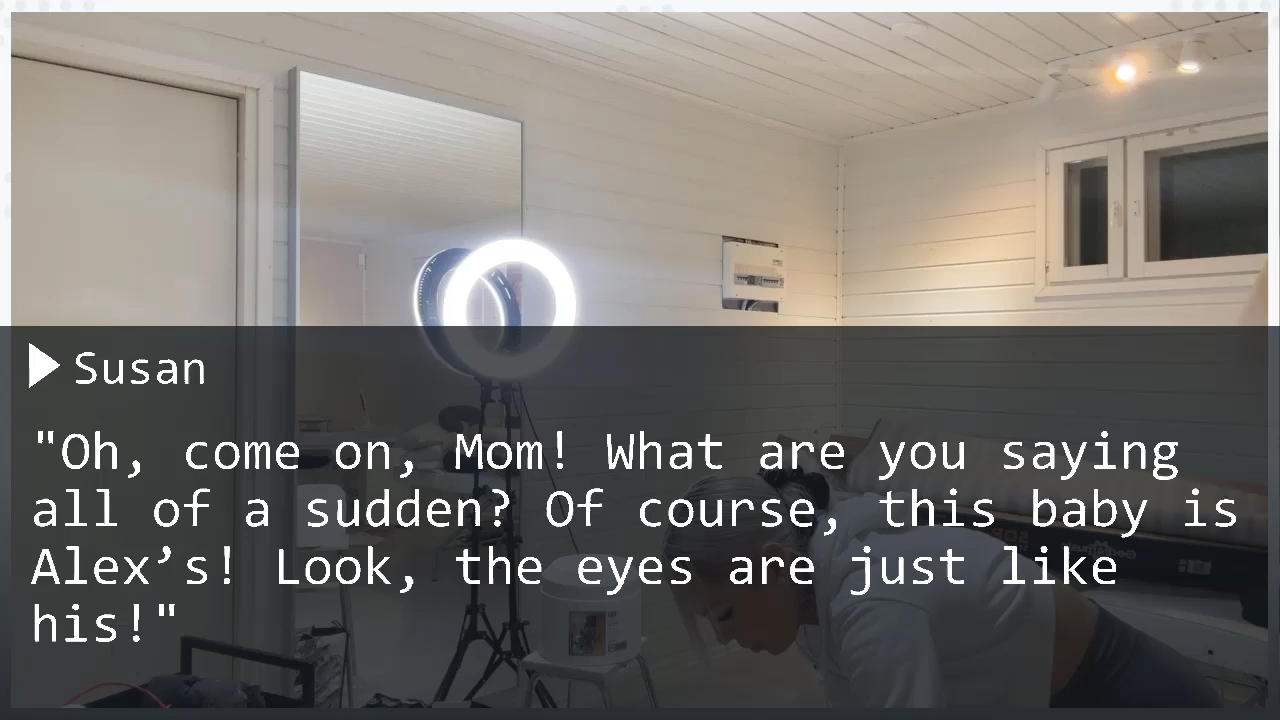 Susan
"Oh, come on, Mom! What are you saying
all of a sudden? Of course, this baby is
Alex’s! Look, the eyes are just like
his!"